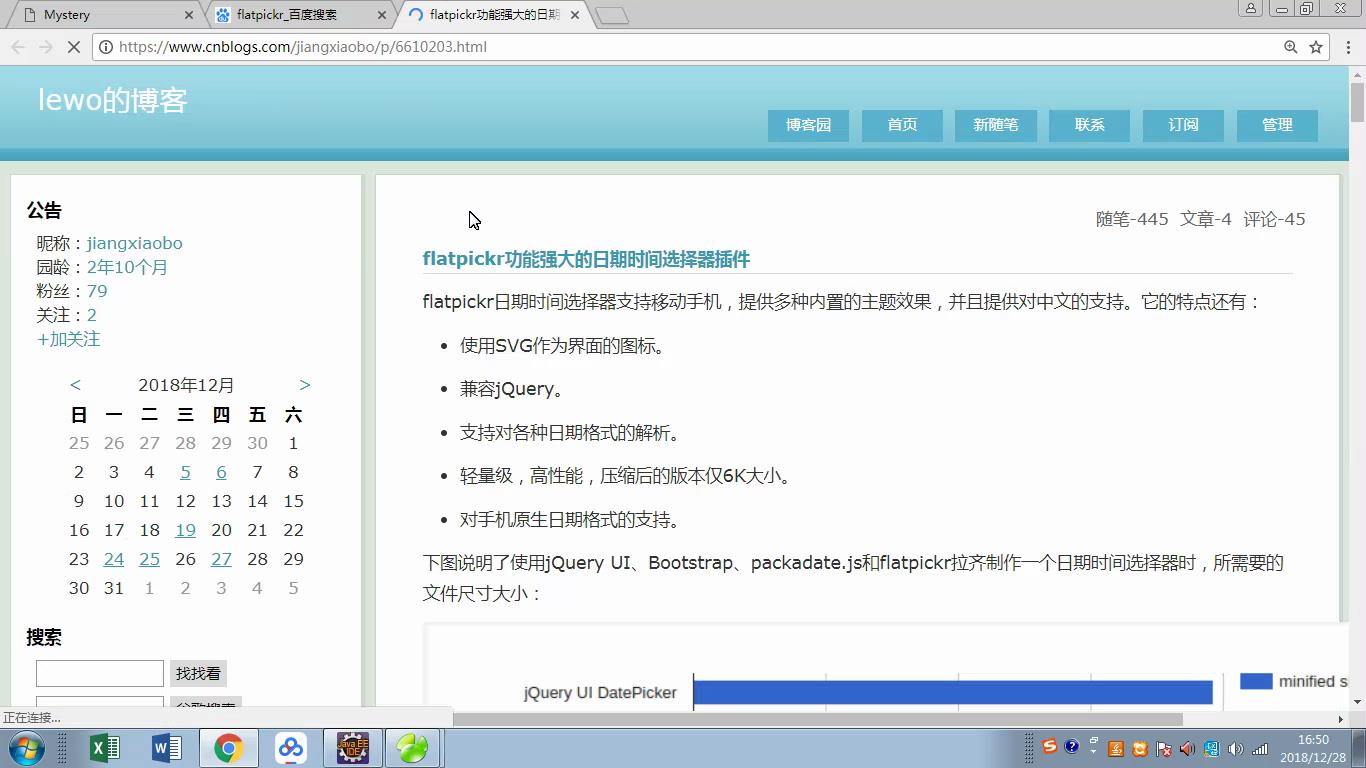 Mystery
flatpickr_百度搜索
flatpickr功能强大的日期
https://www.cnblogs.com/jiangxiaobo/p/6610203.html
lewo的博客
博客园 首页 新随笔 联系 订阅 管理
公告
昵称：jiangxiaobo
园龄：2年10个月
粉丝：79
关注：2
+加关注
< 2018年12月 >
日 一 二 三 四 五 六
25 26 27 28 29 30 1
2 3 4 5 6 7 8
9 10 11 12 13 14 15
16 17 18 19 20 21 22
23 24 25 26 27 28 29
30 31 1 2 3 4 5
搜索
找找看
谷歌搜索
随笔-445 文章-4 评论-45
flatpickr功能强大的日期时间选择器插件
flatpickr日期时间选择器支持移动手机，提供多种内置的主题效果，并且提供对中文的支持。它的特点还有：
• 使用SVG作为界面的图标。
• 兼容jQuery。
• 支持对各种日期格式的解析。
• 轻量级，高性能，压缩后的版本仅6K大小。
• 对手机原生日期格式的支持。
下图说明了使用jQuery UI、Bootstrap、packadate.js和flatpickr拉齐制作一个日期时间选择器时，所需要的
文件尺寸大小：
jQuery UI DatePicker
minified s
正在连接...
Java EE
IDE
16:50
2018/12/28